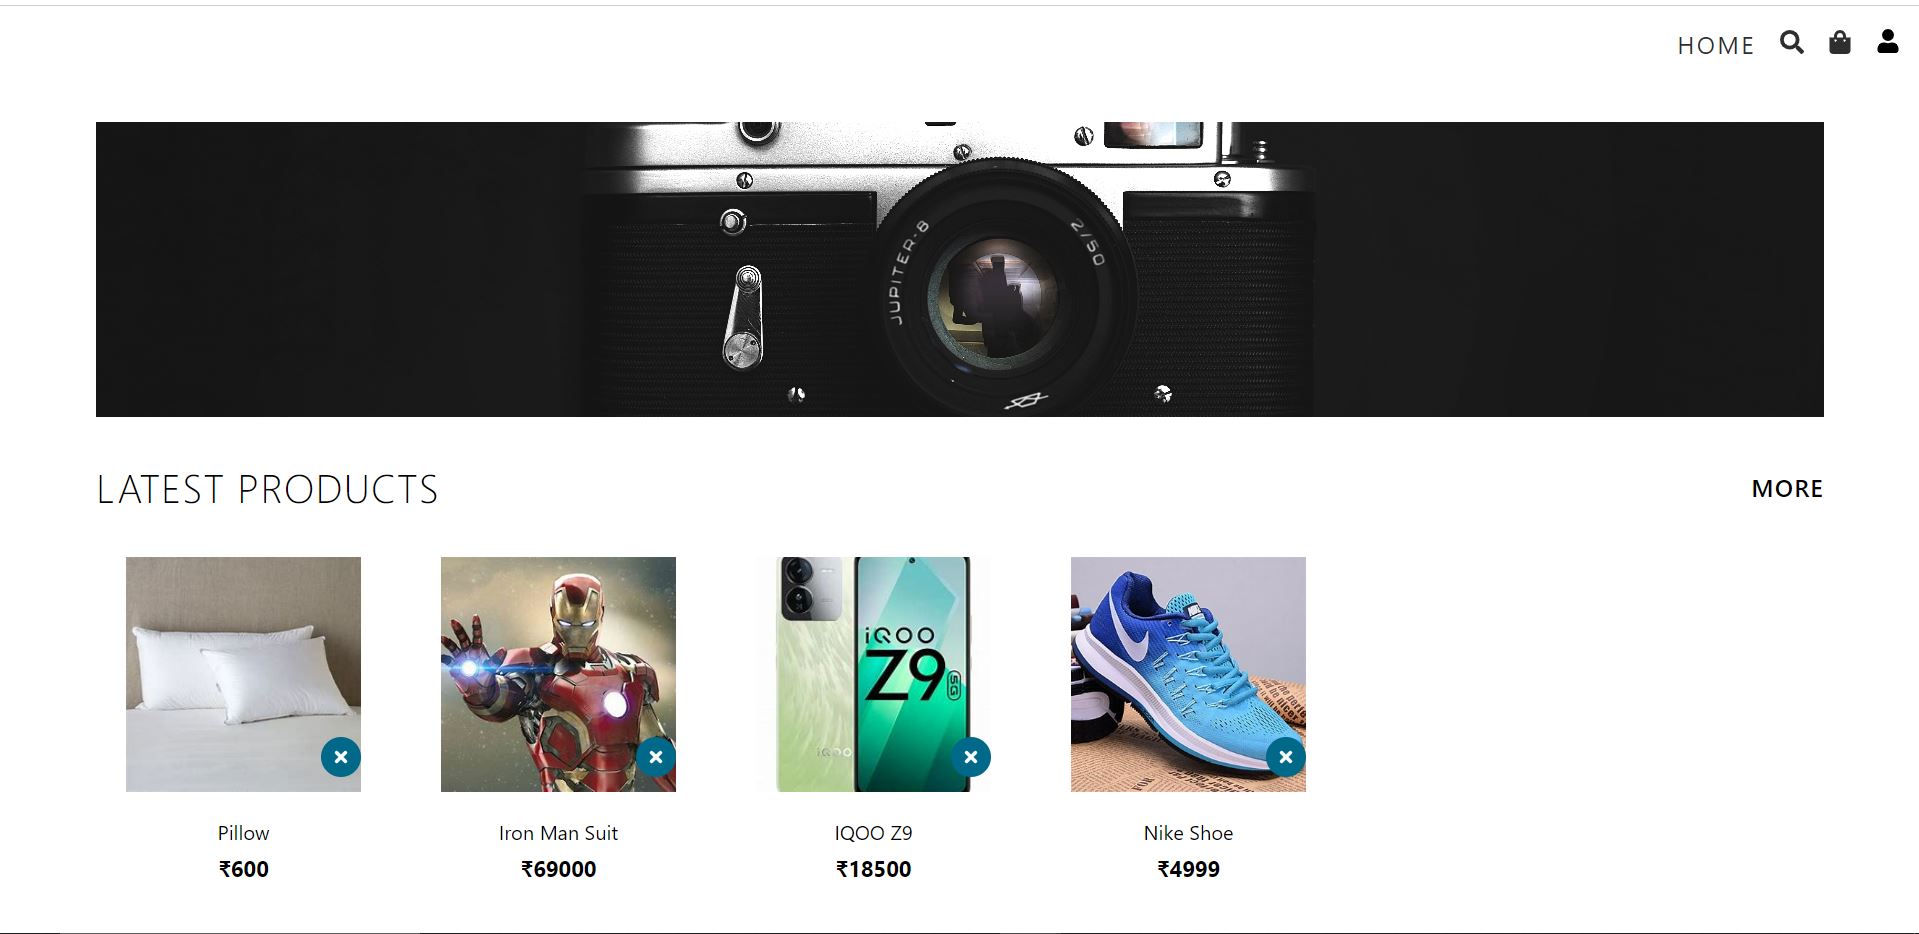 HOME
JUPITER-8
2/50
LATEST PRODUCTS
MORE
iQOO
Z9 5G
iQOO
Pillow
Iron Man Suit
IQOO Z9
Nike Shoe
₹600
₹69000
₹18500
₹4999